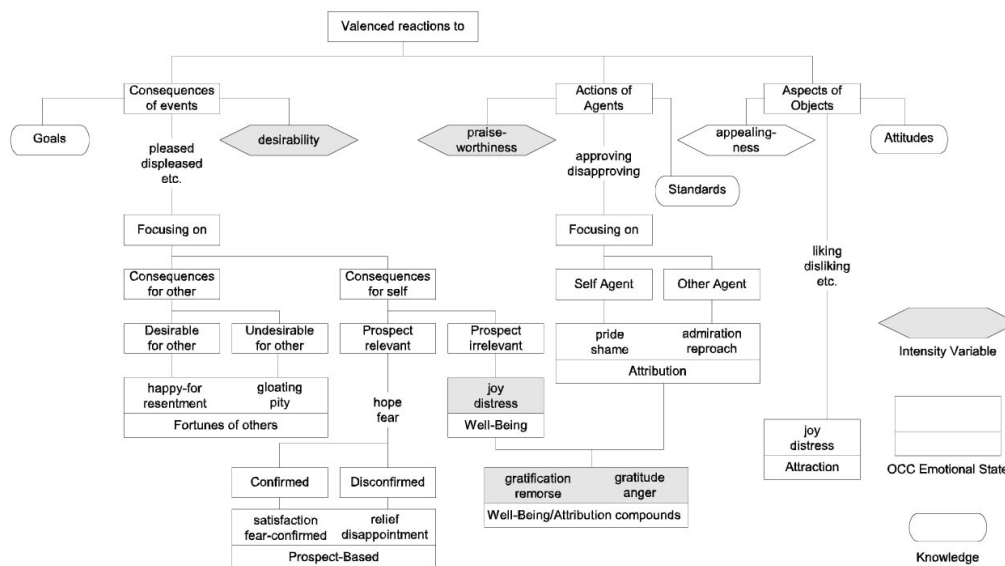 Valenced reactions to
Consequences
of events
Actions of
Agents
Aspects of
Objects
Goals
desirability
praise-
worthiness
appealing-
ness
Attitudes
pleased
displeased
etc.
approving
disapproving
Standards
Focusing on
Focusing on
liking
disliking
etc.
Consequences
for other
Consequences
for self
Self Agent
Other Agent
Desirable
for other
Undesirable
for other
Prospect
relevant
Prospect
irrelevant
pride
shame
admiration
reproach
Attribution
Intensity Variable
happy-for
resentment
gloating
pity
Fortunes of others
hope
fear
joy
distress
Well-Being
joy
distress
Attraction
OCC Emotional State
Confirmed
Disconfirmed
gratification
remorse
gratitude
anger
Well-Being/Attribution compounds
satisfaction
fear-confirmed
relief
disappointment
Prospect-Based
Knowledge